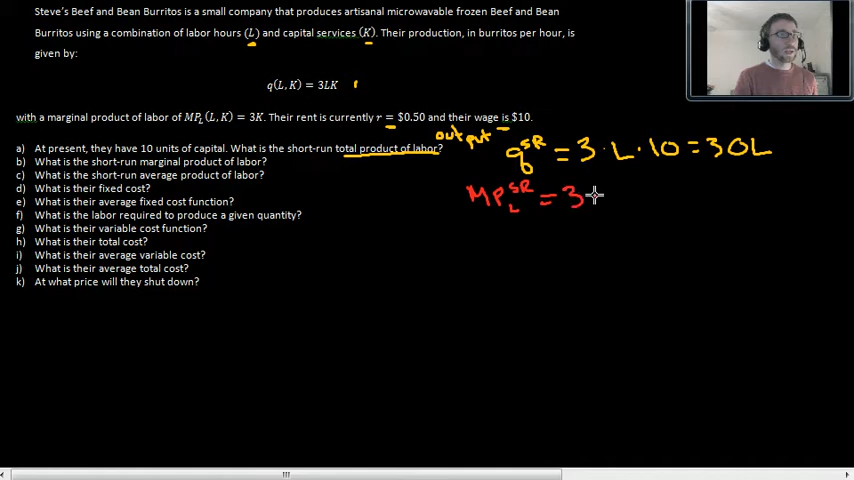 Steve's Beef and Bean Burritos is a small company that produces artisanal microwavable frozen Beef and Bean
Burritos using a combination of labor hours (L) and capital services (K). Their production, in burritos per hour, is
given by:
q(L, K) = 3LK
with a marginal product of labor of MP_L(L, K) = 3K. Their rent is currently r = $0.50 and their wage is $10.
a) At present, they have 10 units of capital. What is the short-run total product of labor?
output q^SR = 3 · L · 10 = 30L
b) What is the short-run marginal product of labor?
c) What is the short-run average product of labor?
d) What is their fixed cost?
MP_L^SR = 3
e) What is their average fixed cost function?
f) What is the labor required to produce a given quantity?
g) What is their variable cost function?
h) What is their total cost?
i) What is their average variable cost?
j) What is their average total cost?
k) At what price will they shut down?